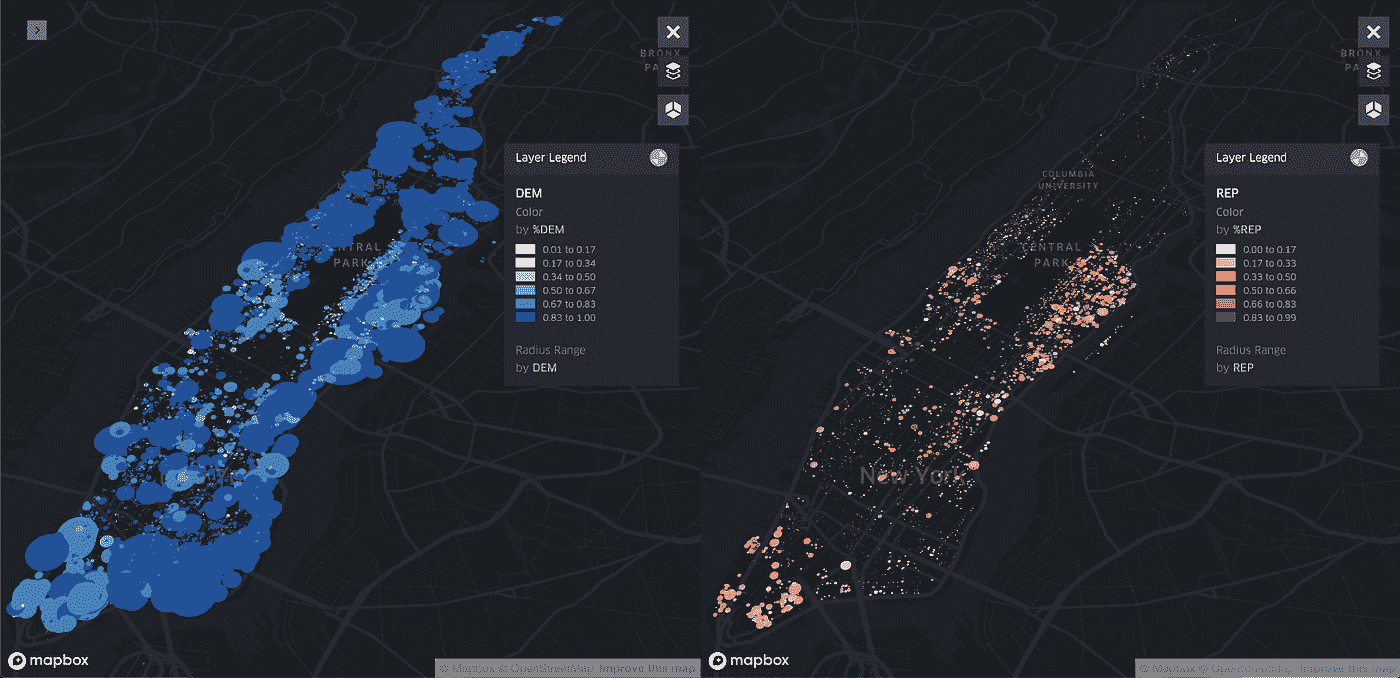 BRONX
PA
COLUMBIA
UNIVERSITY
CENTRAL
PARK
Layer Legend
DEM
Color
by %DEM
0.01 to 0.17
0.17 to 0.34
0.34 to 0.50
0.50 to 0.67
0.67 to 0.83
0.83 to 1.00
Radius Range
by DEM
mapbox
© Mapbox © OpenStreetMap Improve this map
BRONX
PA
COLUMBIA
UNIVERSITY
CENTRAL
PARK
New York
Layer Legend
REP
Color
by %REP
0.00 to 0.17
0.17 to 0.33
0.33 to 0.50
0.50 to 0.66
0.66 to 0.83
0.83 to 0.99
Radius Range
by REP
mapbox
© Mapbox © OpenStreetMap Improve this map